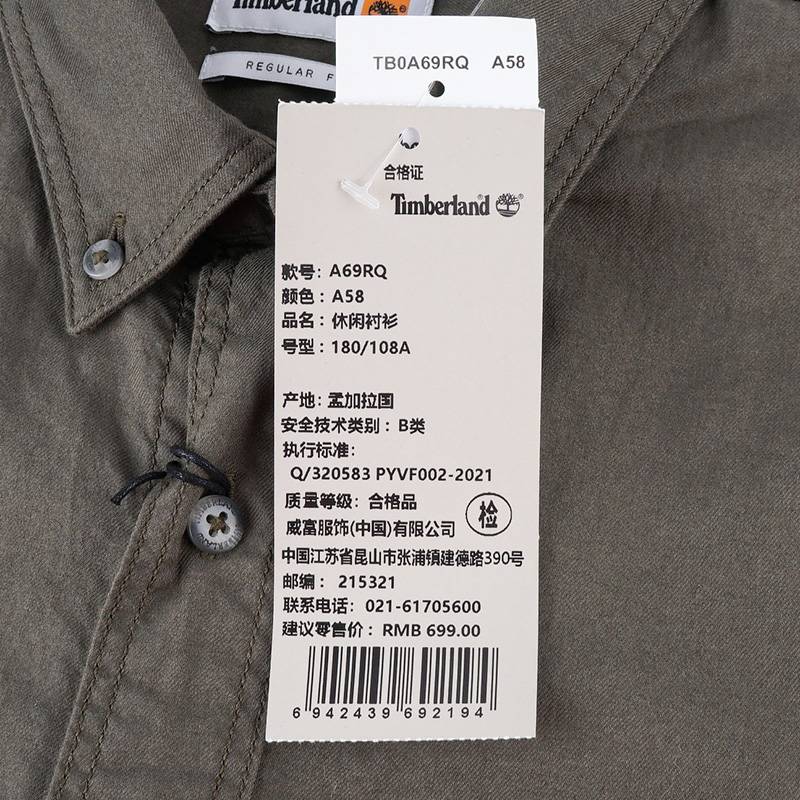 Timberland
REGULAR F
TB0A69RQ A58
合格证
Timberland
款号: A69RQ
颜色: A58
品名: 休闲衬衫
号型: 180/108A
产地: 孟加拉国
安全技术类别: B类
执行标准:
Q/320583 PYVF002-2021
质量等级: 合格品
检
威富服饰(中国)有限公司
中国江苏省昆山市张浦镇建德路390号
邮编: 215321
联系电话: 021-61705600
建议零售价: RMB 699.00
6 942439 692194